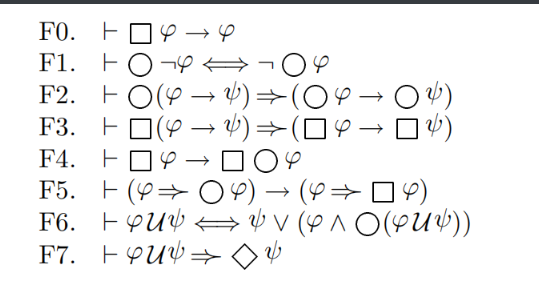 F0. ⊢ □ φ → φ
F1. ⊢ ◯ ¬φ ⟺ ¬ ◯ φ
F2. ⊢ ◯(φ → ψ) ⇒ (◯ φ → ◯ ψ)
F3. ⊢ □(φ → ψ) ⇒ (□ φ → □ ψ)
F4. ⊢ □ φ → □ ◯ φ
F5. ⊢ (φ ⇒ ◯ φ) → (φ ⇒ □ φ)
F6. ⊢ φ𝒰ψ ⟺ ψ ∨ (φ ∧ ◯(φ𝒰ψ))
F7. ⊢ φ𝒰ψ ⇒ ◇ ψ